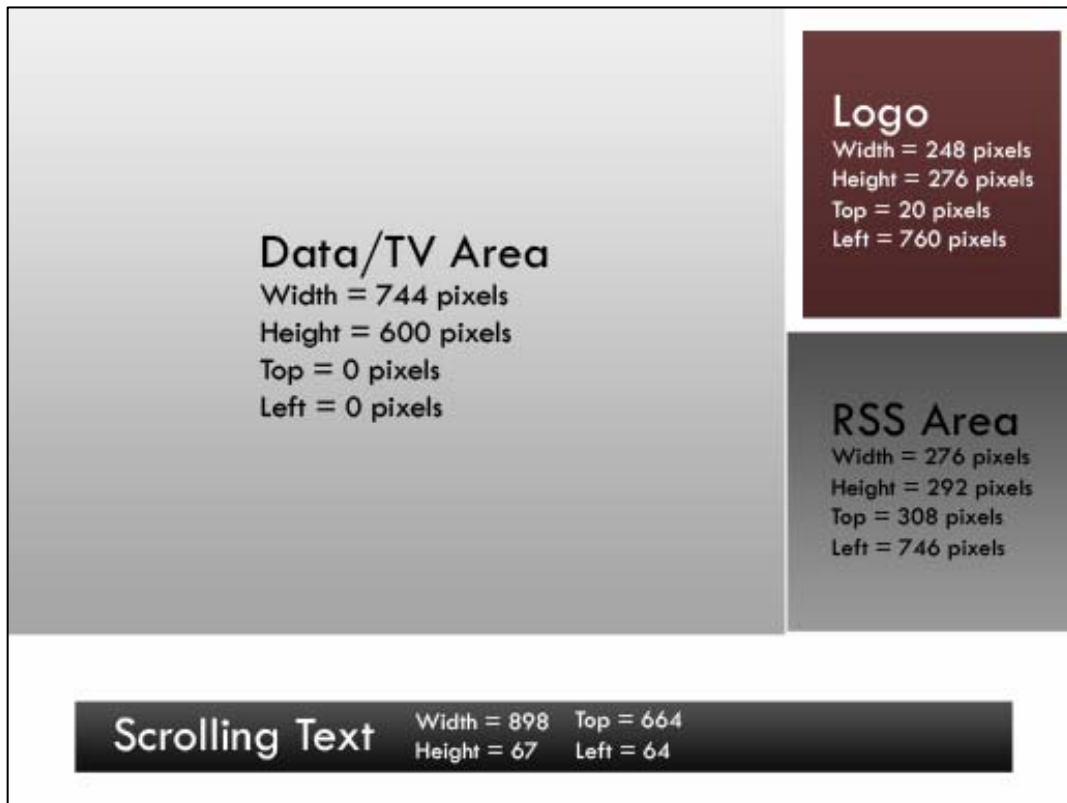 Data/TV Area
Width = 744 pixels
Height = 600 pixels
Top = 0 pixels
Left = 0 pixels
Logo
Width = 248 pixels
Height = 276 pixels
Top = 20 pixels
Left = 760 pixels
RSS Area
Width = 276 pixels
Height = 292 pixels
Top = 308 pixels
Left = 746 pixels
Scrolling Text
Width = 898 Top = 664
Height = 67 Left = 64